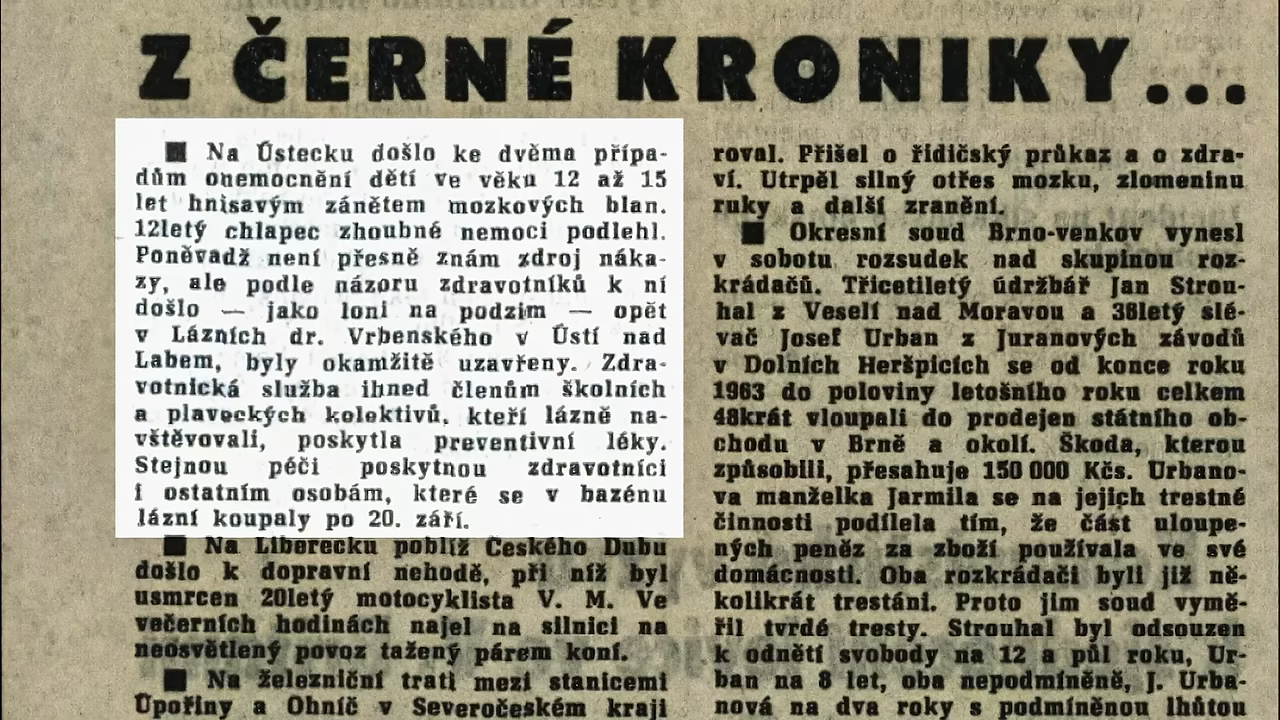 Z ČERNÉ KRONIKY...
■ Na Ústecku došlo ke dvěma přípa-
dům onemocnění dětí ve věku 12 až 15
let hnisavým zánětem mozkových blan.
12letý chlapec zhoubné nemoci podlehl.
Poněvadž není přesně znám zdroj náka-
zy, ale podle názoru zdravotníků k ní
došlo — jako loni na podzim — opět
v Lázních dr. Vrbenského v Ústí nad
Labem, byly okamžitě uzavřeny. Zdra-
votnická služba ihned členům školních
a plaveckých kolektivů, kteří lázně na-
vštěvovali, poskytla preventivní léky.
Stejnou péči poskytnou zdravotníci
i ostatním osobám, které se v bazénu
lázní koupaly po 20. září.
■ Na Liberecku poblíž Českého Dubu
došlo k dopravní nehodě, při níž byl
usmrcen 20letý motocyklista V. M. Ve
večerních hodinách najel na silnici na
neosvětlený povoz tažený párem koní.
■ Na železniční trati mezi stanicemi
Úpořiny a Ohníč v Severočeském kraji
roval. Přišel o řidičský průkaz a o zdra-
ví. Utrpěl silný otřes mozku, zlomeninu
ruky a další zranění.
■ Okresní soud Brno-venkov vynesl
v sobotu rozsudek nad skupinou roz-
krádačů. Třicetiletý údržbář Jan Strou-
hal z Veselí nad Moravou a 38letý slé-
vač Josef Urban z Juranových závodů
v Dolních Heršpicích se od konce roku
1963 do poloviny letošního roku celkem
48krát vloupali do prodejen státního ob-
chodu v Brně a okolí. Škoda, kterou
způsobili, přesahuje 150 000 Kčs. Urbano-
va manželka Jarmila se na jejich trestné
činnosti podílela tím, že část uloupe-
ných peněz za zboží používala ve své
domácnosti. Oba rozkrádači byli již ně-
kolikrát trestáni. Proto jim soud vymě-
řil tvrdé tresty. Strouhal byl odsouzen
k odnětí svobody na 12 a půl roku, Ur-
ban na 8 let, oba nepodmíněně, J. Urba-
nová na dva roky s podmíněnou lhůtou